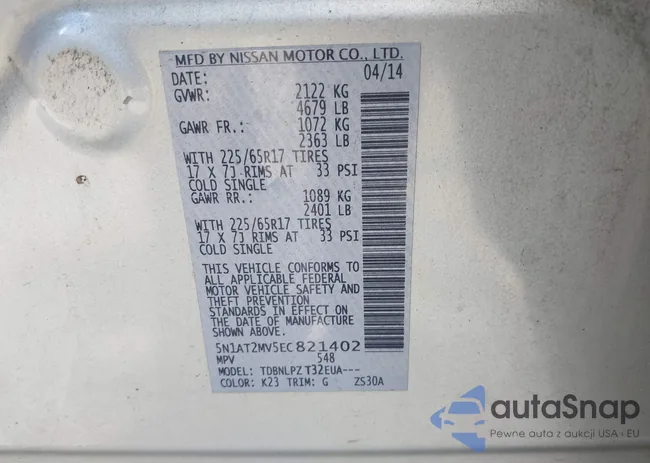 MFD BY NISSAN MOTOR CO., LTD.
DATE: 04/14
GVWR: 2122 KG
4679 LB
GAWR FR.: 1072 KG
2363 LB
WITH 225/65R17 TIRES
17 X 7J RIMS AT 33 PSI
COLD SINGLE
GAWR RR.: 1089 KG
2401 LB
WITH 225/65R17 TIRES
17 X 7J RIMS AT 33 PSI
COLD SINGLE
THIS VEHICLE CONFORMS TO
ALL APPLICABLE FEDERAL
MOTOR VEHICLE SAFETY AND
THEFT PREVENTION
STANDARDS IN EFFECT ON
THE DATE OF MANUFACTURE
SHOWN ABOVE.
5N1AT2MV5EC821402
MPV 548
MODEL: TDBNLPZ T32EUA---
COLOR: K23 TRIM: G ZS30A
autaSnap
Pewne auta z aukcji USA i EU